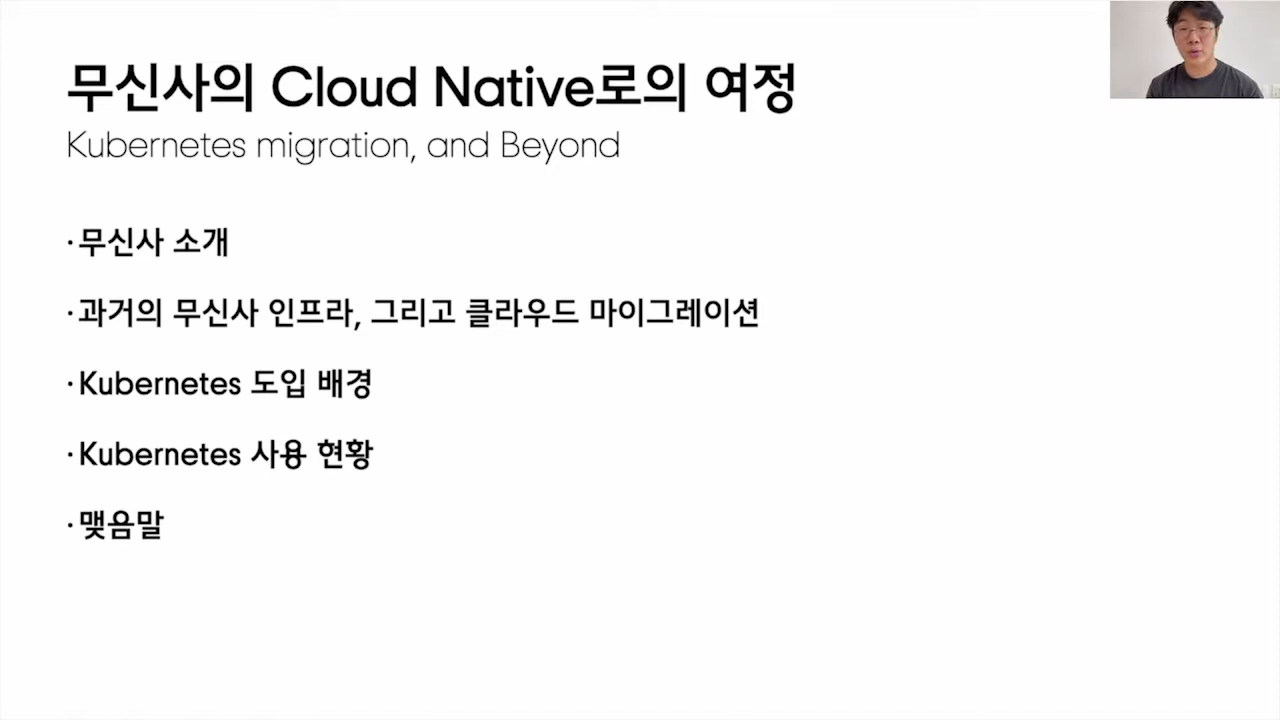 무신사의 Cloud Native로의 여정
Kubernetes migration, and Beyond
· 무신사 소개
· 과거의 무신사 인프라, 그리고 클라우드 마이그레이션
· Kubernetes 도입 배경
· Kubernetes 사용 현황
· 맺음말